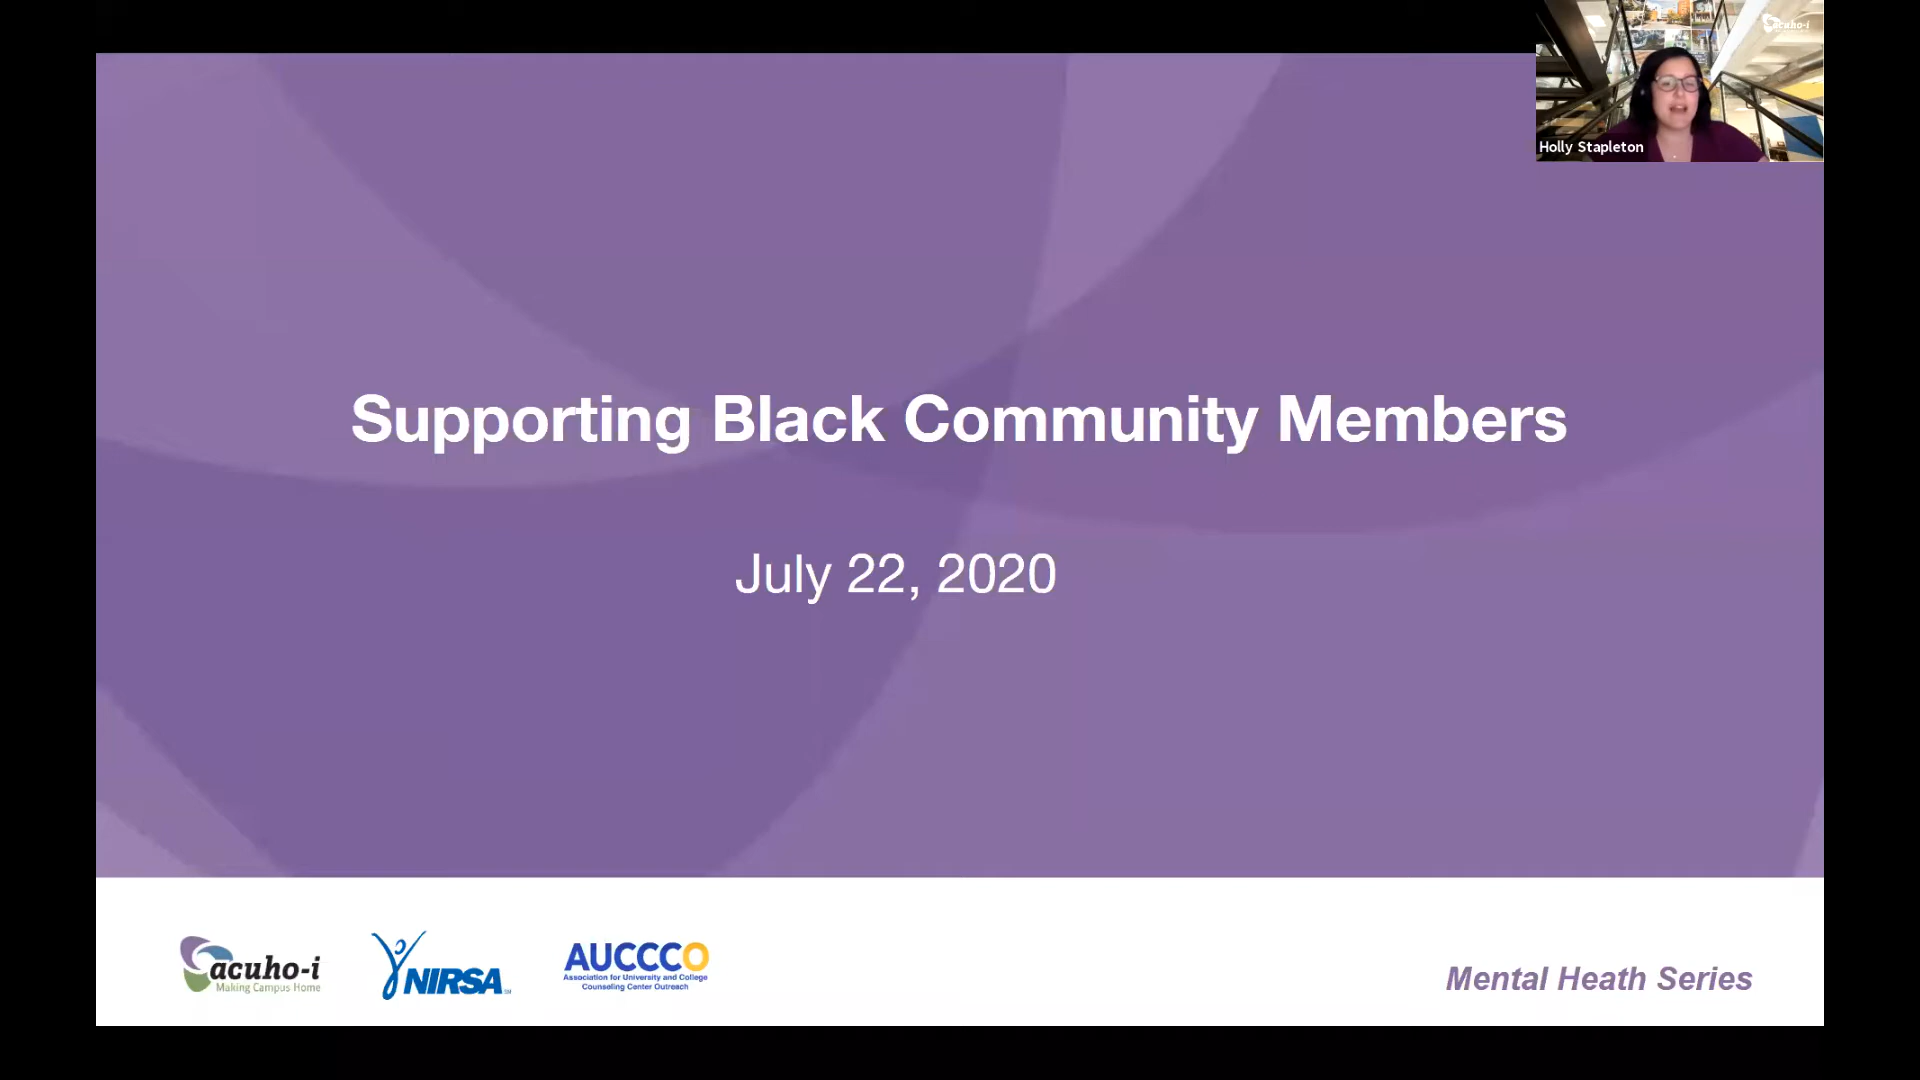 acuho-i
Holly Stapleton
Supporting Black Community Members
July 22, 2020
acuho-i
Making Campus Home
NIRSA
AUCCCO
Association for University and College
Counseling Center Outreach
Mental Heath Series